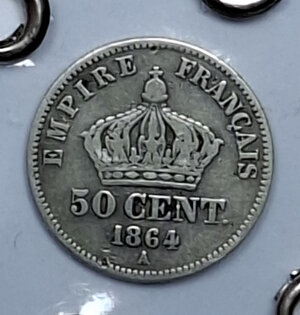 EMPIRE FRANÇAIS
50 CENT.
1864
A